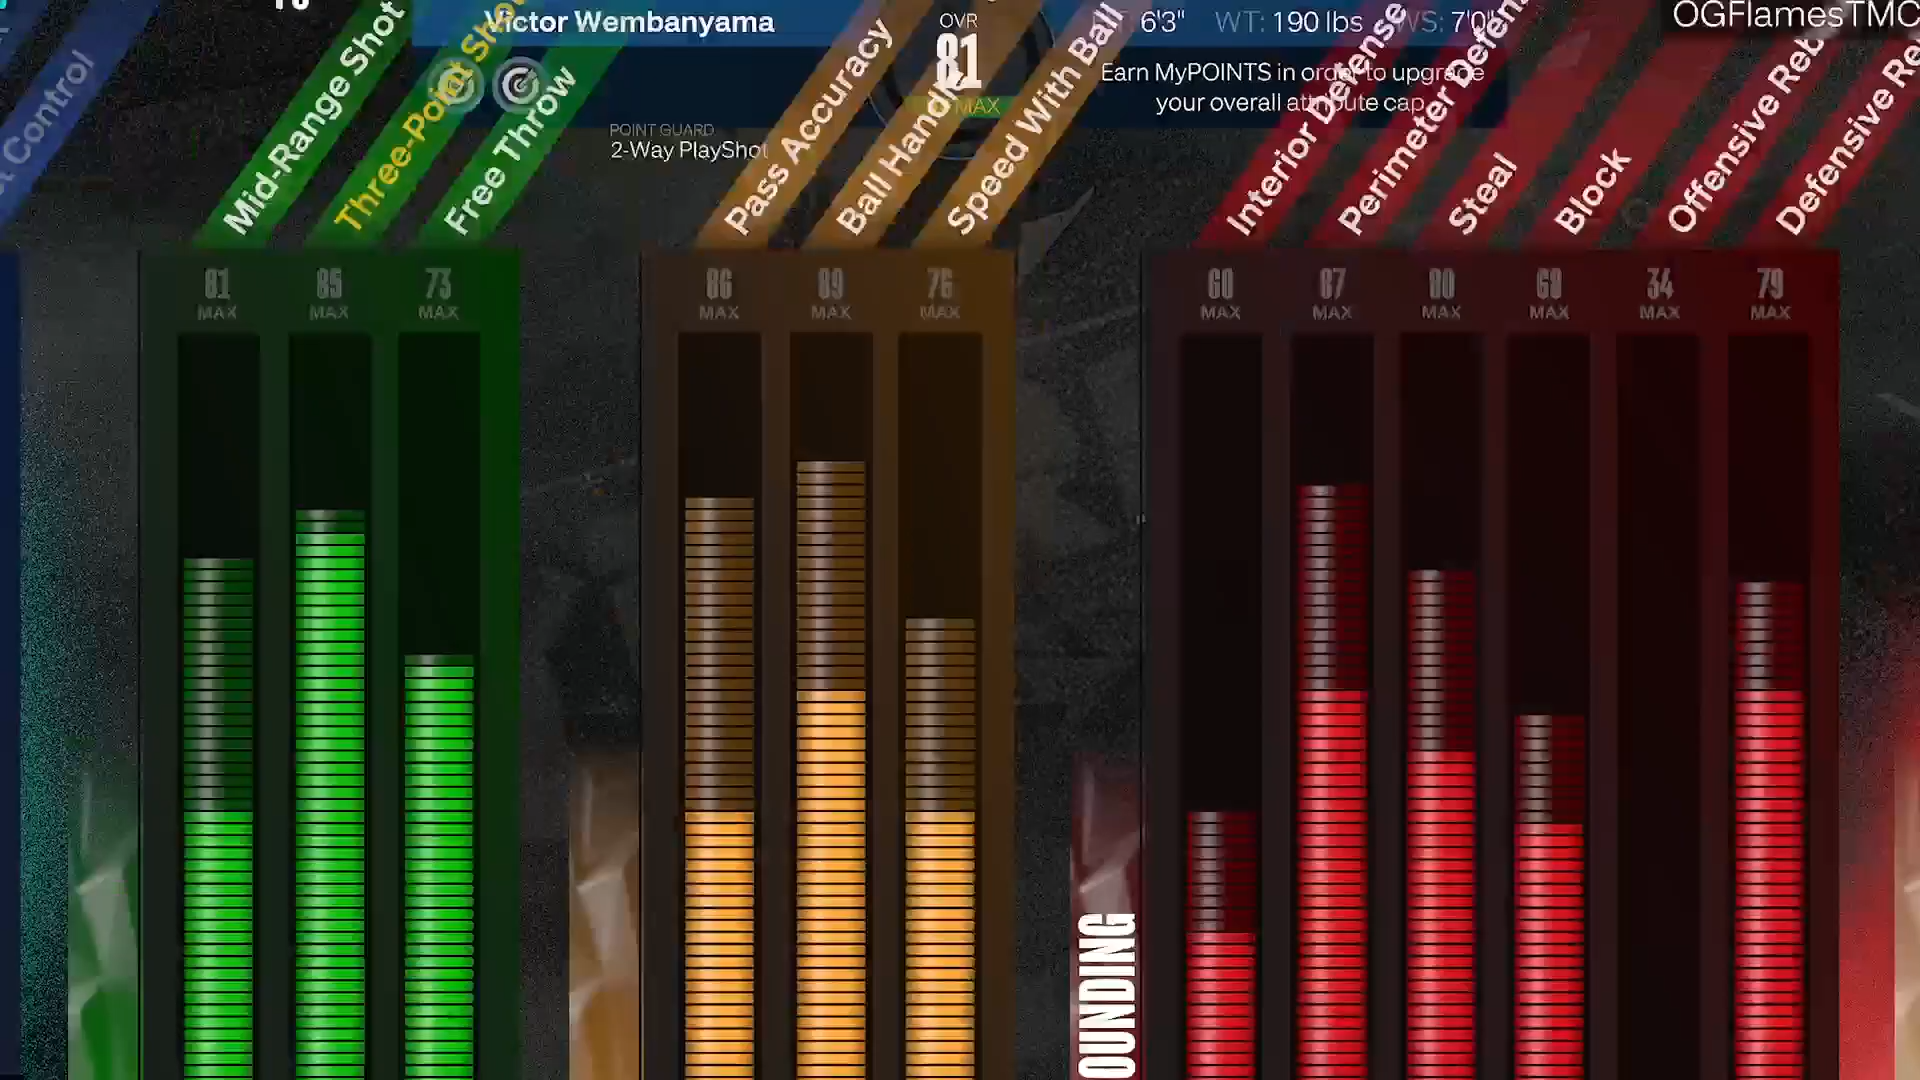 Victor Wembanyama
OVR
81
MAX
6'3" WT: 190 lbs WS: 7'0"
OGFlamesTMC
Earn MyPOINTS in order to upgrade
your overall attribute cap
POINT GUARD
2-Way PlayShot
Control
Mid-Range Shot
Three-Point Shot
Free Throw
Pass Accuracy
Ball Handle
Speed With Ball
Interior Defense
Perimeter Defens
Steal
Block
Offensive Reb
Defensive Re
81 85 73 86 89 76 60 87 80 68 34 79
MAX MAX MAX MAX MAX MAX MAX MAX MAX MAX MAX MAX
OUNDING